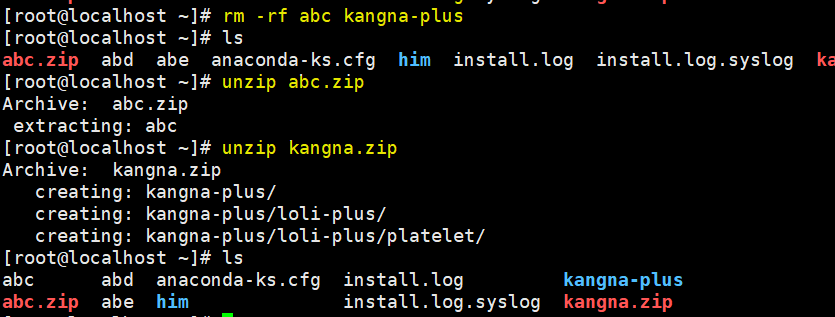 [root@localhost ~]# rm -rf abc kangna-plus
[root@localhost ~]# ls
abc.zip  abd  abe  anaconda-ks.cfg  him  install.log  install.log.syslog
[root@localhost ~]# unzip abc.zip
Archive:  abc.zip
 extracting: abc
[root@localhost ~]# unzip kangna.zip
Archive:  kangna.zip
   creating: kangna-plus/
   creating: kangna-plus/loli-plus/
   creating: kangna-plus/loli-plus/platelet/
[root@localhost ~]# ls
abc      abd  anaconda-ks.cfg  install.log         kangna-plus
abc.zip  abe  him              install.log.syslog  kangna.zip